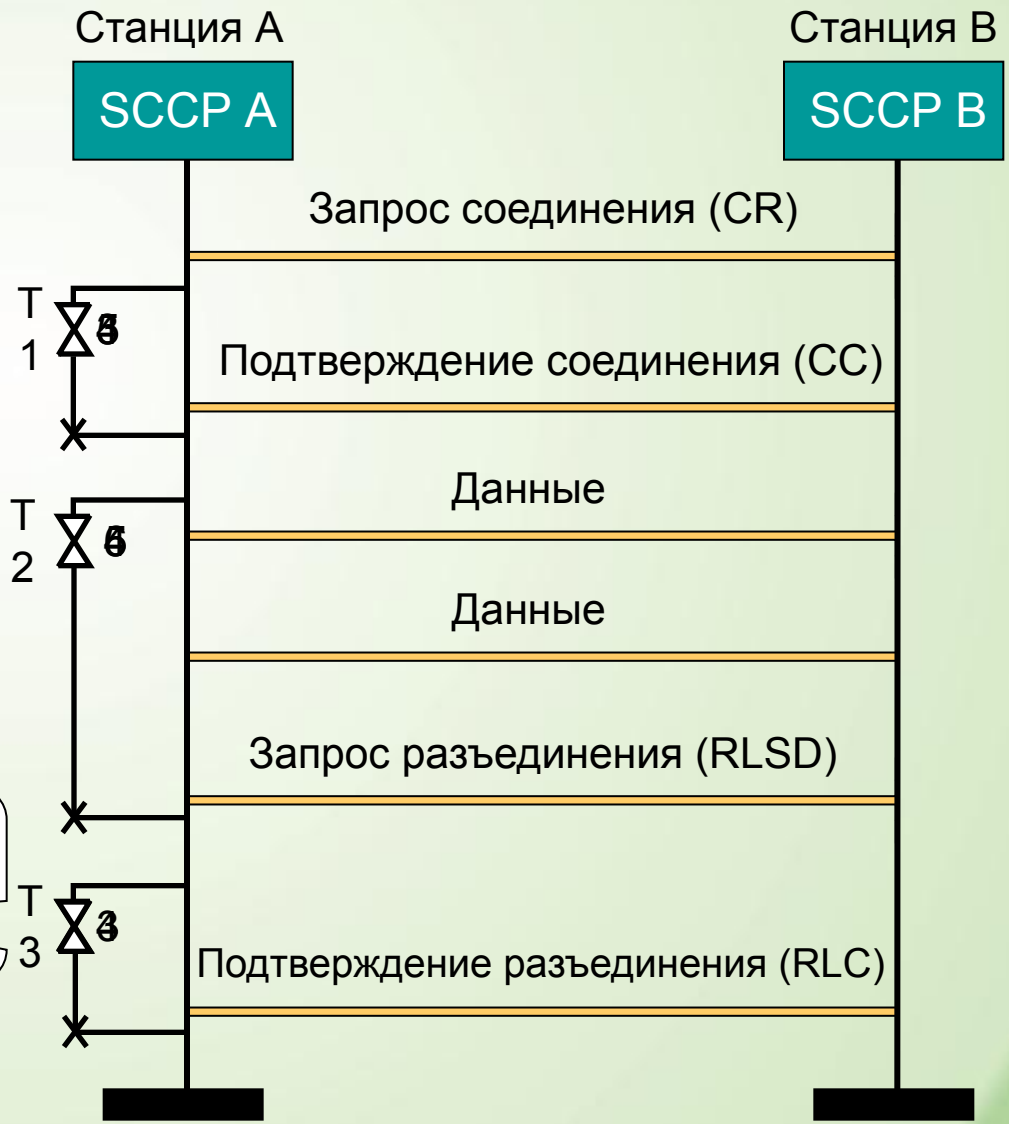 Станция А
Станция В
SCCP A
SCCP B
Запрос соединения (CR)
Т
1
Подтверждение соединения (CC)
Данные
Т
2
Данные
Запрос разъединения (RLSD)
Т
3
Подтверждение разъединения (RLC)